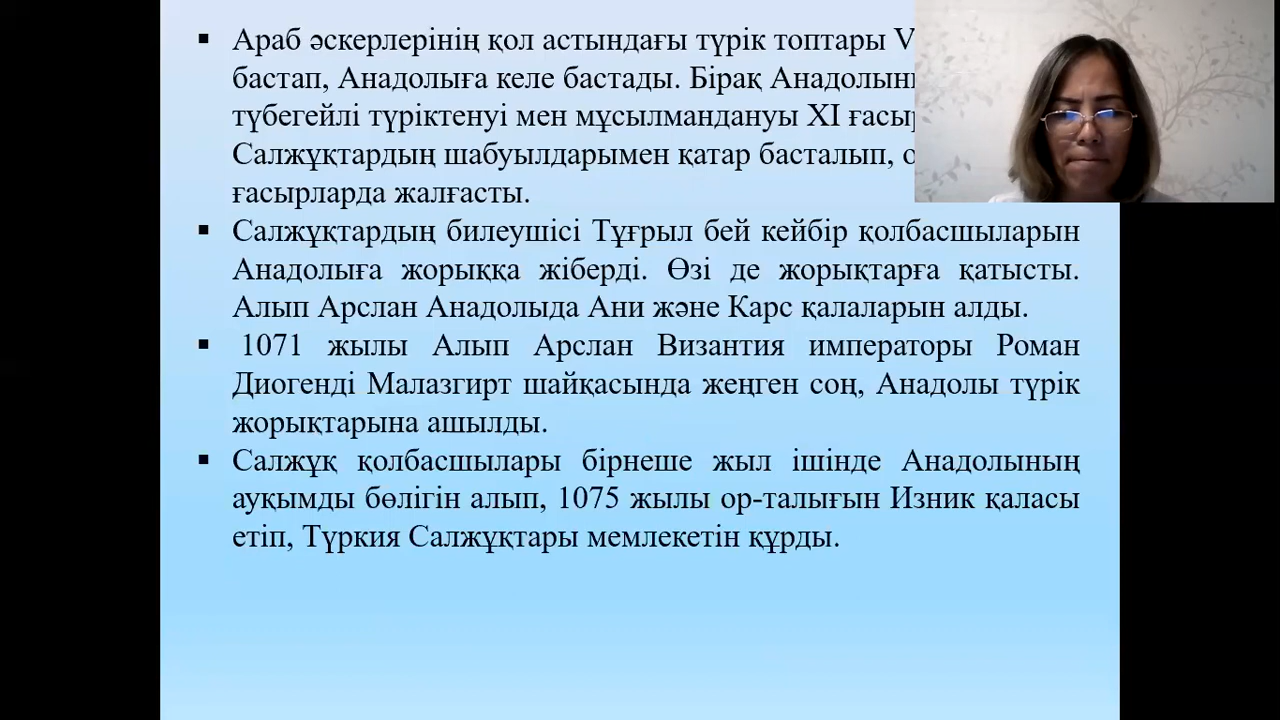 Араб әскерлерінің қол астындағы түрік топтары
бастап, Анадолыға келе бастады. Бірақ
түбегейлі түріктенуі мен мұсылмандануы XI
Салжұқтардың шабуылдарымен қатар басталып,
ғасырларда жалғасты.
Салжұқтардың билеушісі Тұғрыл бей кейбір қолбасшыларын
Анадолыға жорыққа жіберді. Өзі де жорықтарға қатысты.
Алып Арслан Анадолыда Ани және Карс қалаларын алды.
1071 жылы Алып Арслан Византия императоры Роман
Диогенді Малазгирт шайқасында жеңген соң, Анадолы түрік
жорықтарына ашылды.
Салжұқ қолбасшылары бірнеше жыл ішінде Анадолының
ауқымды бөлігін алып, 1075 жылы ор-талығын Изник қаласы
етіп, Түркия Салжұқтары мемлекетін құрды.